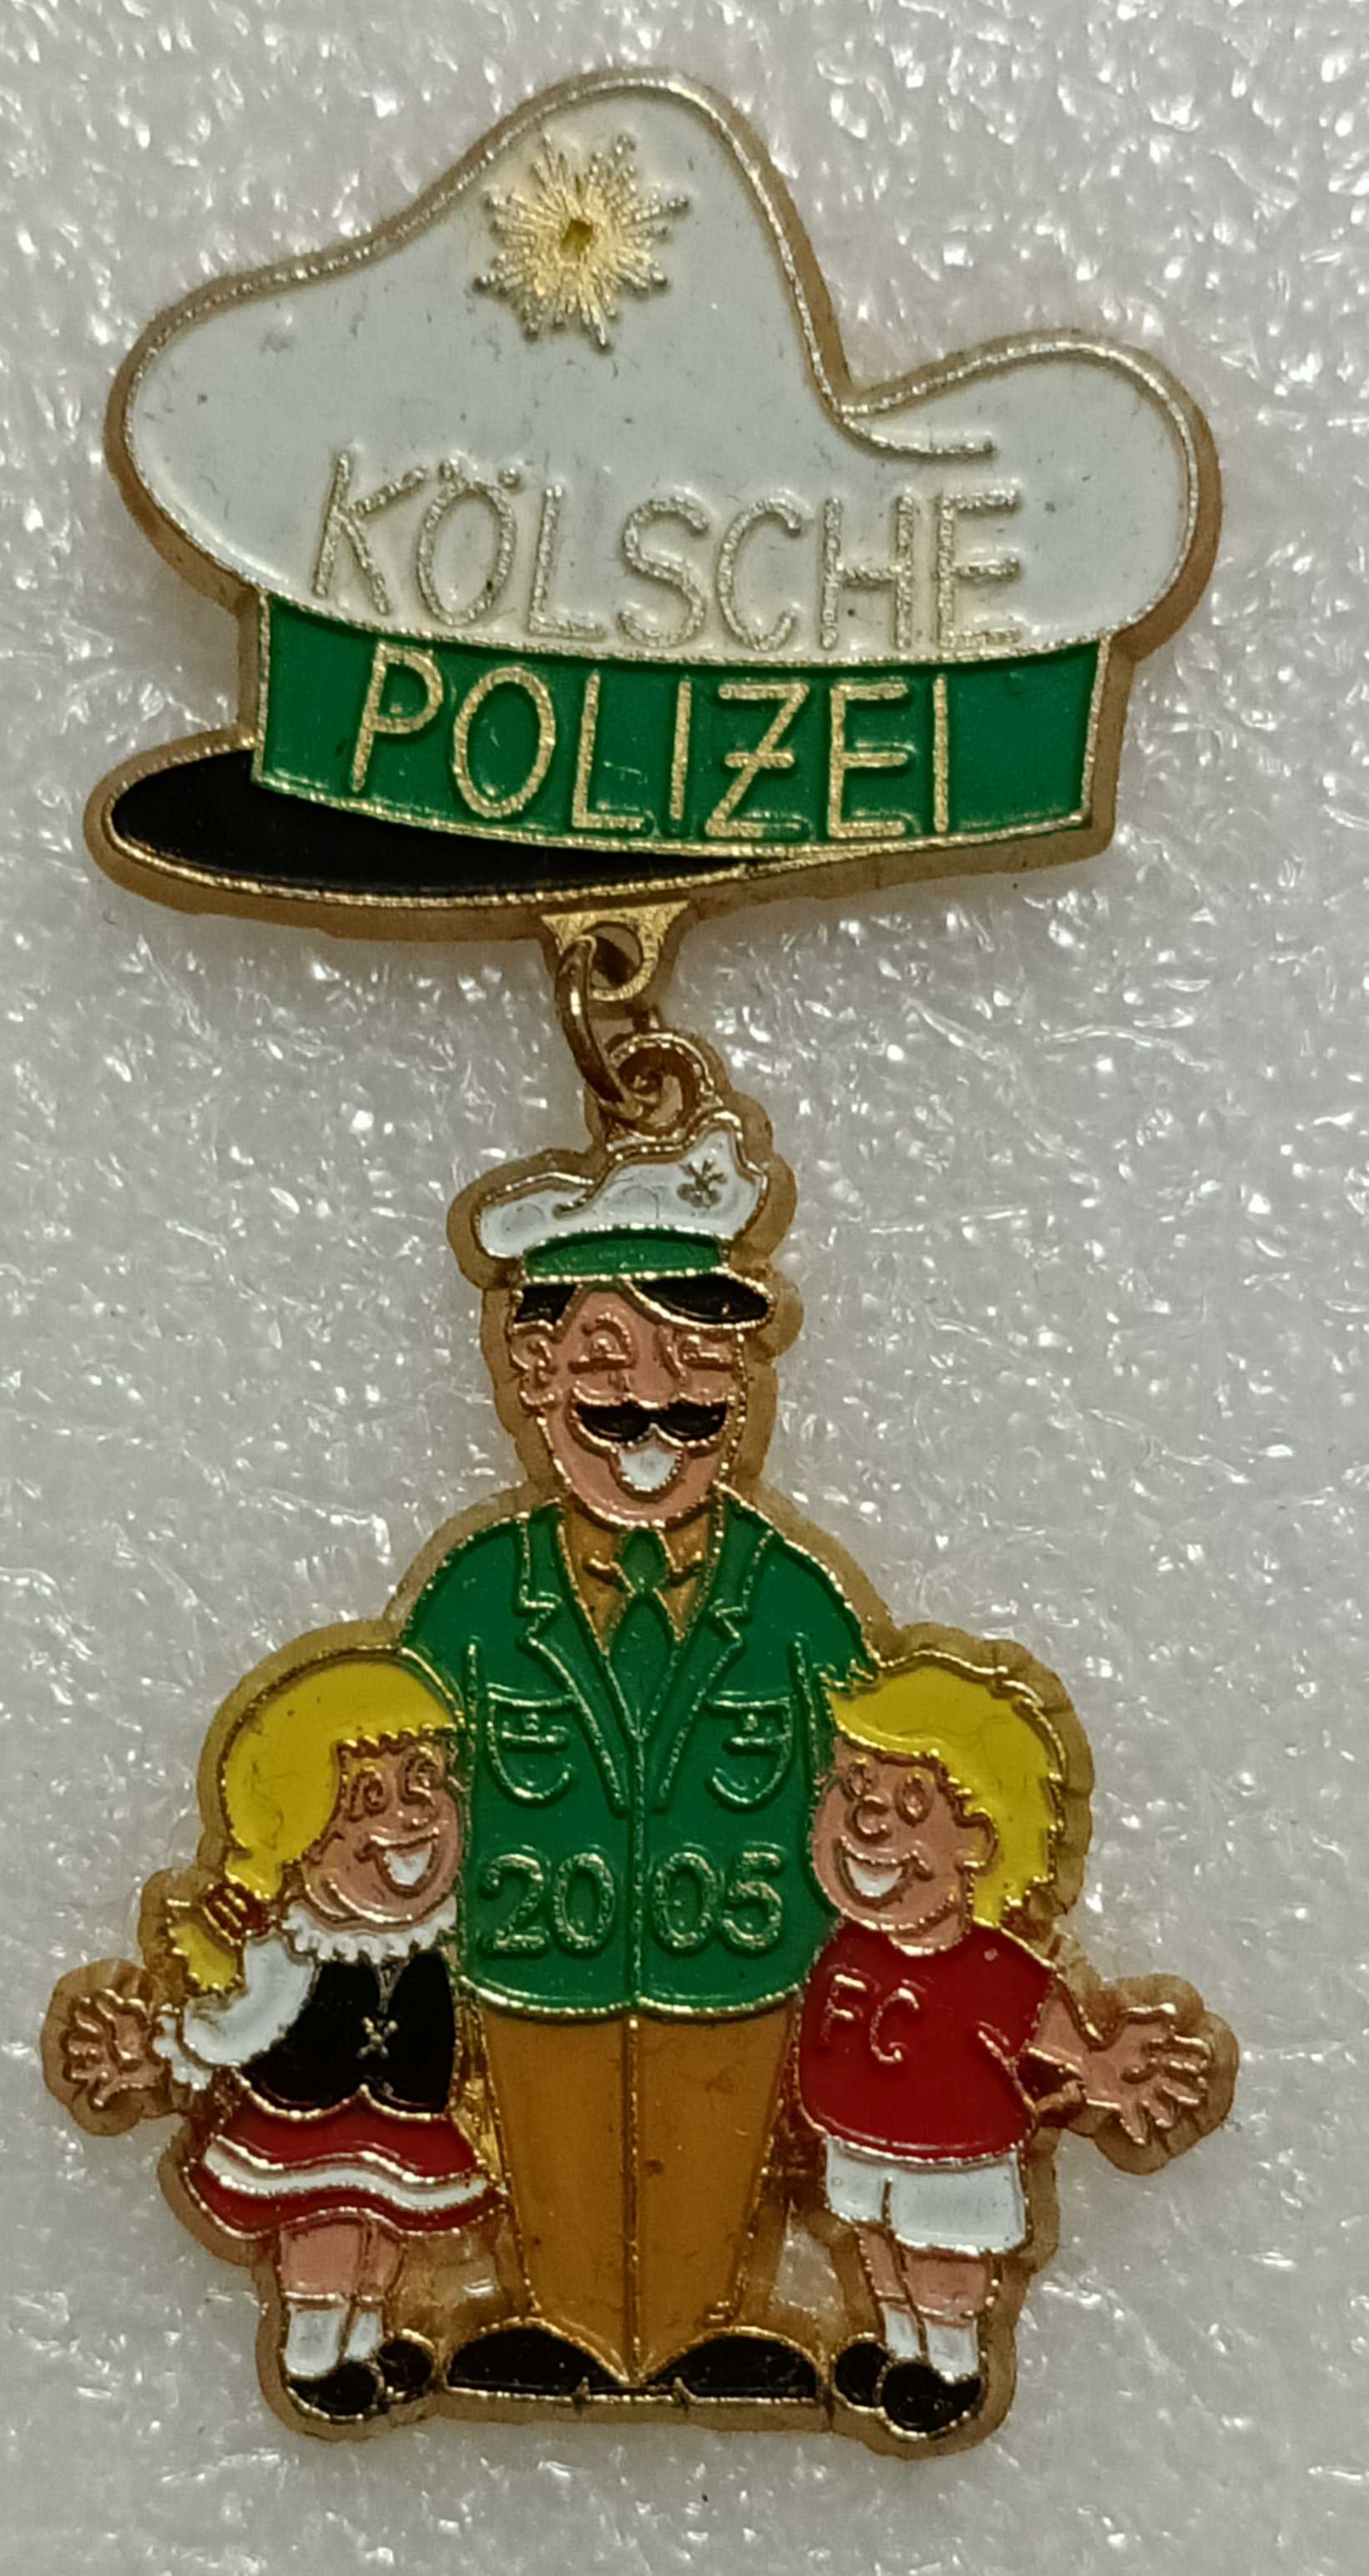 KÖLSCHE
POLIZEI
2005
FC